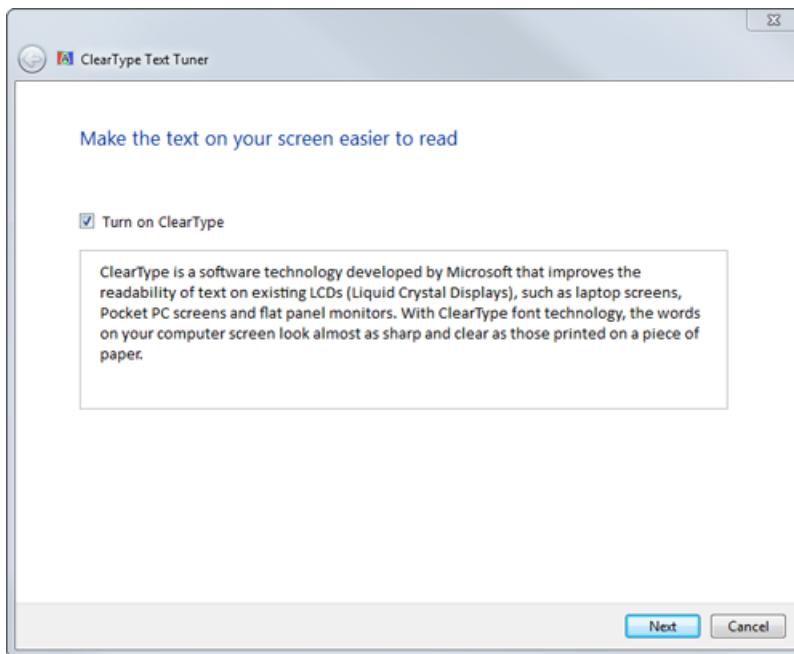 ClearType Text Tuner
Make the text on your screen easier to read
Turn on ClearType
ClearType is a software technology developed by Microsoft that improves the
readability of text on existing LCDs (Liquid Crystal Displays), such as laptop screens,
Pocket PC screens and flat panel monitors. With ClearType font technology, the words
on your computer screen look almost as sharp and clear as those printed on a piece of
paper.
Next Cancel